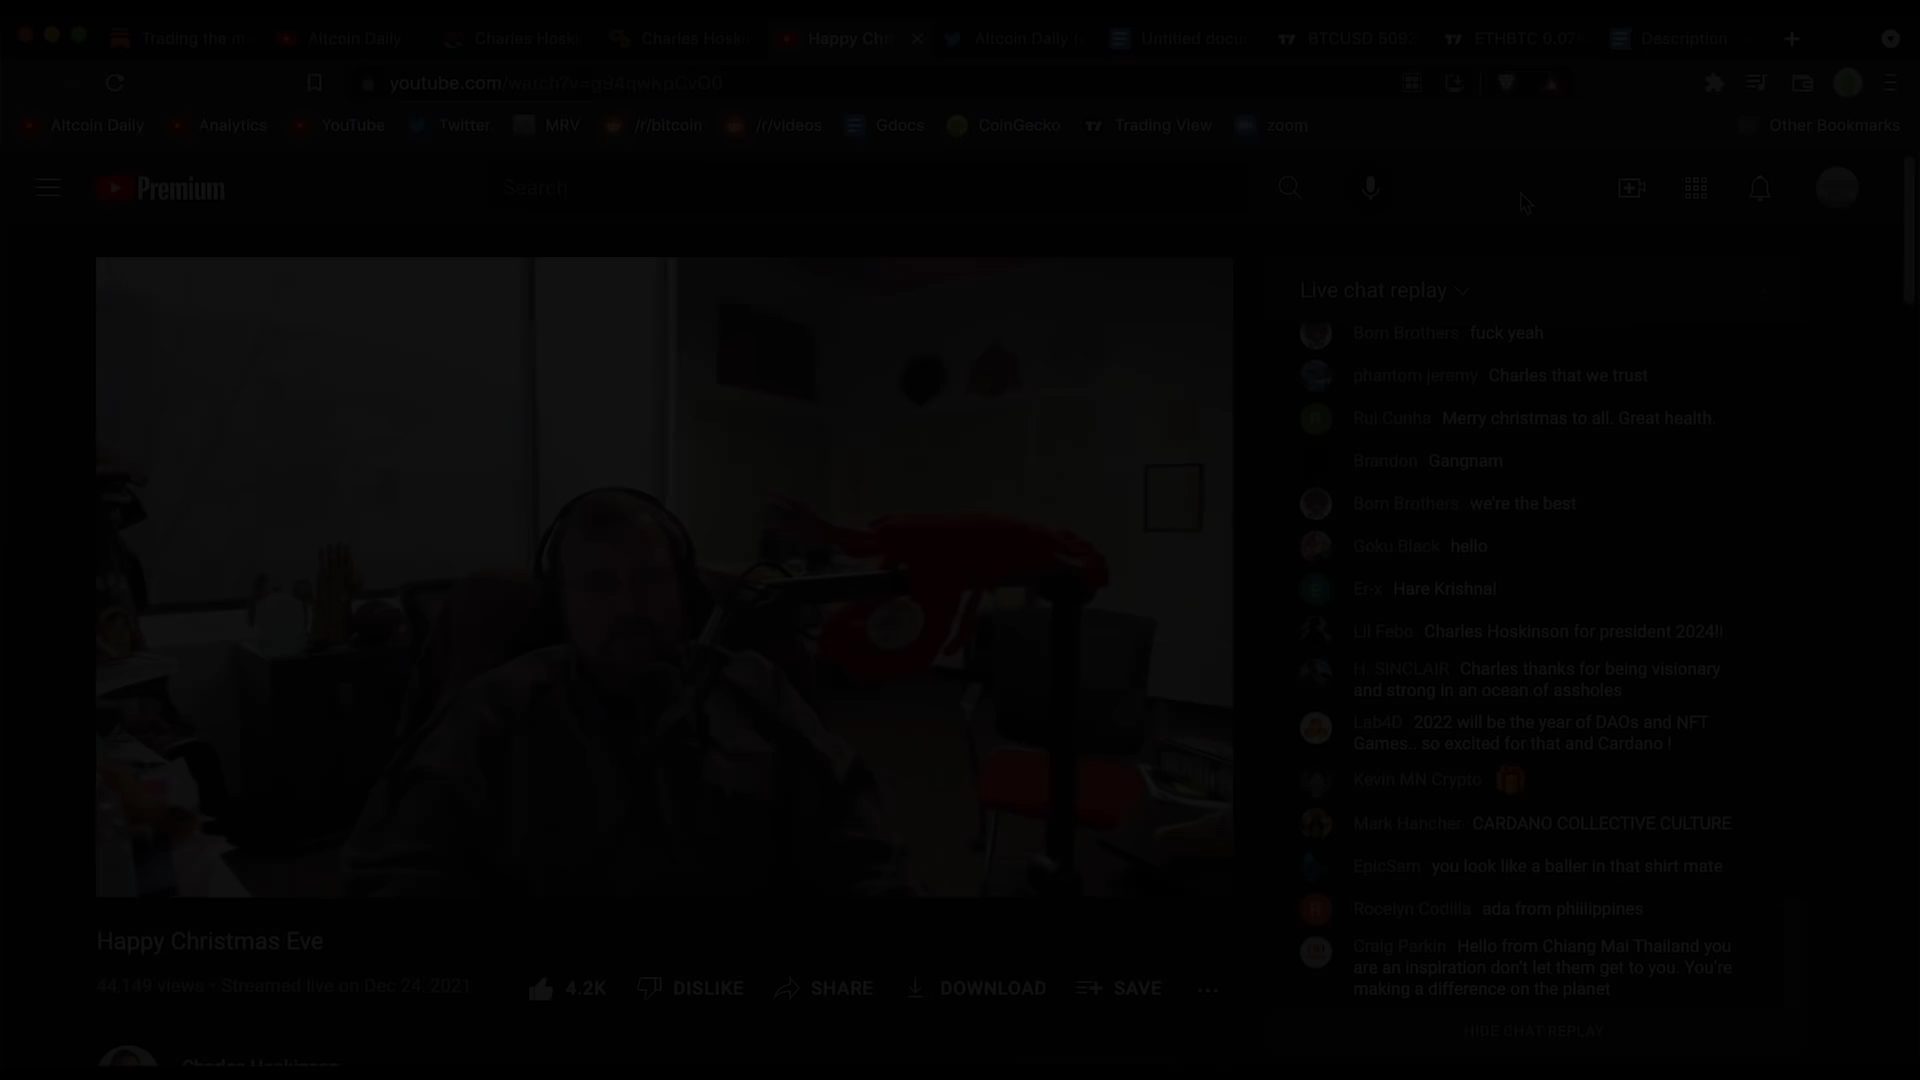 Trading the m
Altcoin Daily
Charles Hoski
Charles Hoski
Happy Chri
Altcoin Daily (
Untitled docu
BTCUSD 509
ETHBTC 0.07
Description
youtube.com/watch?v=
Altcoin Daily
Analytics
YouTube
Twitter
MRV
/r/bitcoin
/r/videos
Gdocs
CoinGecko
Trading View
zoom
Other Bookmarks
Premium
Search
Live chat replay
Born Brothers fuck yeah
phantom jeremy Charles that we trust
Rui Cunha Merry christmas to all. Great health.
Brandon Gangnam
Born Brothers we're the best
Goku.Black hello
Er-x Hare Krishna!
Lil Febo Charles Hoskinson for president 2024!!
H. SINCLAIR Charles thanks for being visionary
and strong in an ocean of assholes
Lab4D 2022 will be the year of DAOs and NFT
Games.. so excited for that and Cardano !
Kevin MN Crypto
Mark Hancher CARDANO COLLECTIVE CULTURE
EpicSam you look like a baller in that shirt mate
Rocelyn Codilla ada from phillippines
Craig Parkin Hello from Chiang Mai Thailand you
are an inspiration don't let them get to you. You're
making a difference on the planet
HIDE CHAT REPLAY
Happy Christmas Eve
44,149 views • Streamed live on Dec 24, 2021
4.2K
DISLIKE
SHARE
DOWNLOAD
SAVE
Charles Hoskinson